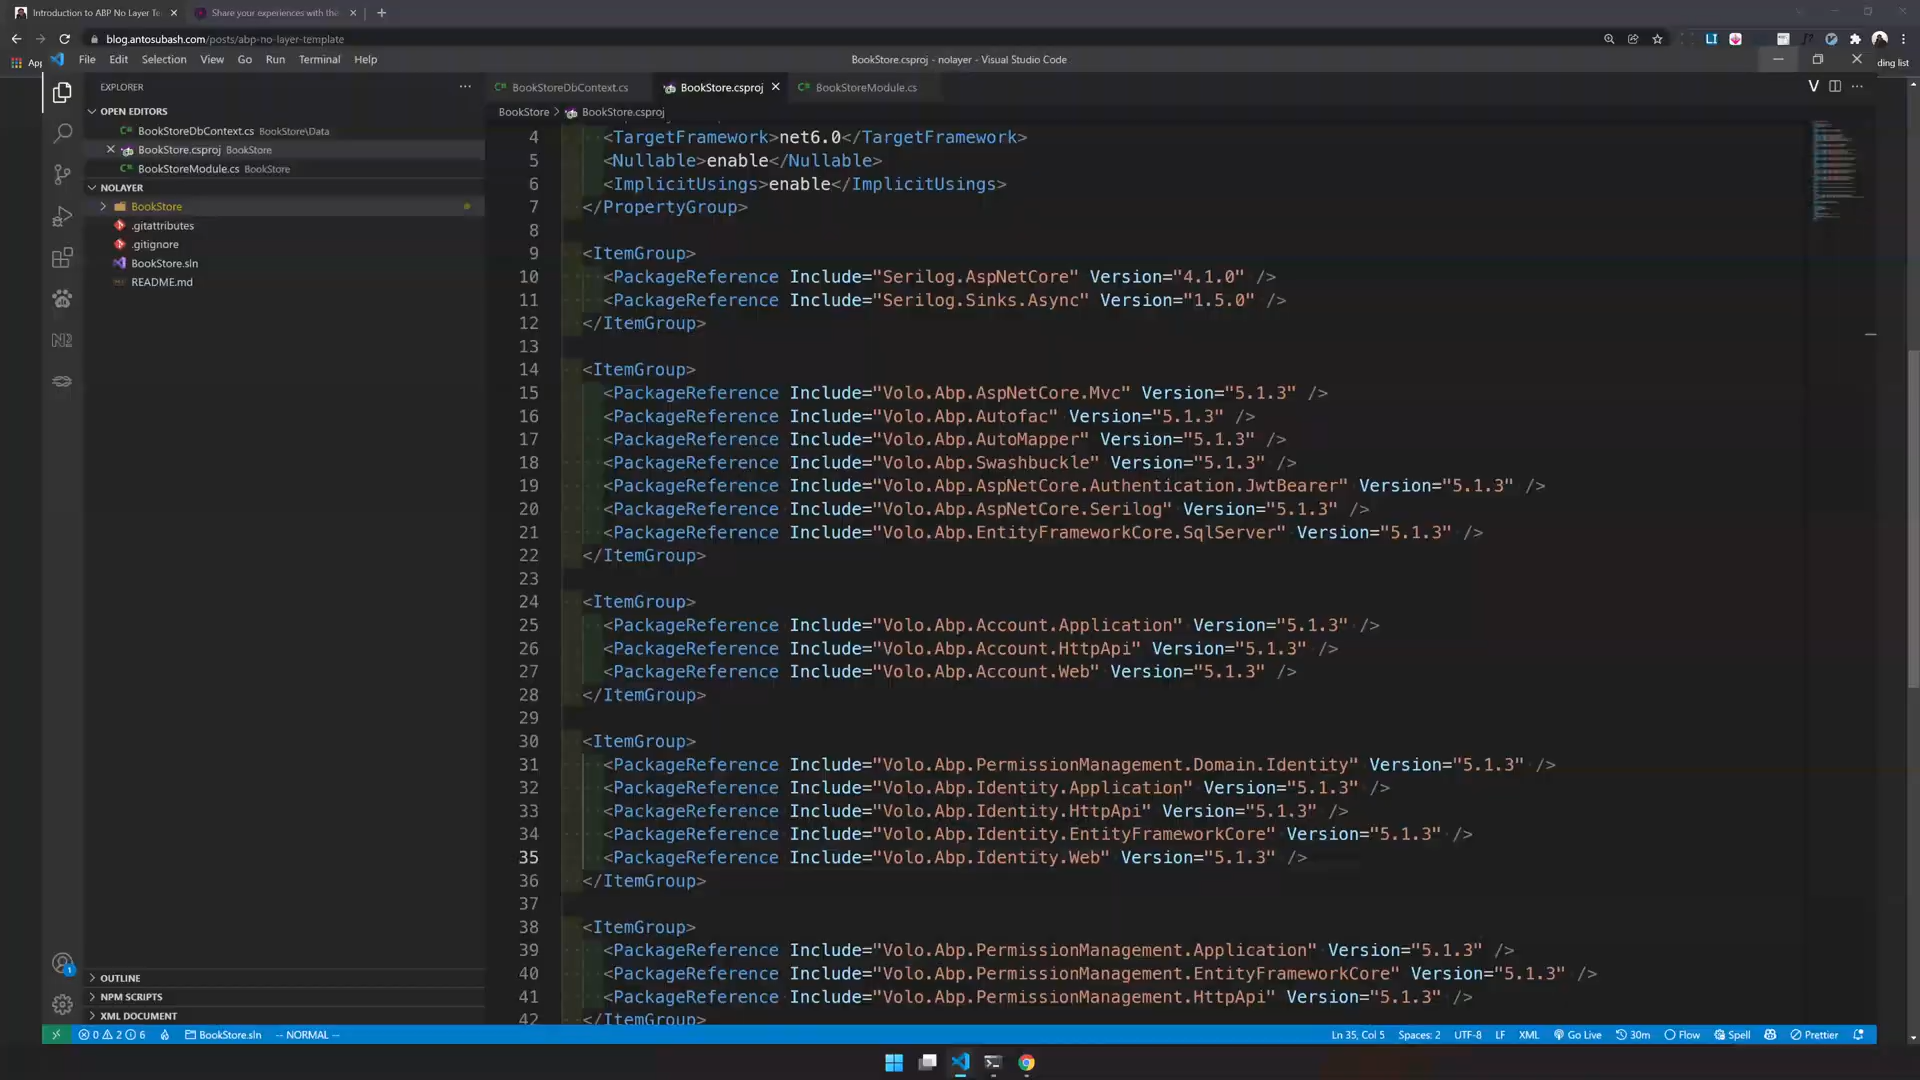 Introduction to ABP No Layer Te
Share your experiences with the
blog.antosubash.com/posts/abp-no-layer-template
App
ding list
File Edit Selection View Go Run Terminal Help
BookStore.csproj - nolayer - Visual Studio Code
EXPLORER
OPEN EDITORS
BookStoreDbContext.cs BookStore\Data
BookStore.csproj BookStore
BookStoreModule.cs BookStore
NOLAYER
BookStore
.gitattributes
.gitignore
BookStore.sln
README.md
OUTLINE
NPM SCRIPTS
XML DOCUMENT
BookStoreDbContext.cs
BookStore.csproj
BookStoreModule.cs
BookStore > BookStore.csproj
4 <TargetFramework>net6.0</TargetFramework>
5 <Nullable>enable</Nullable>
6 <ImplicitUsings>enable</ImplicitUsings>
7 </PropertyGroup>
8
9 <ItemGroup>
10 <PackageReference Include="Serilog.AspNetCore" Version="4.1.0" />
11 <PackageReference Include="Serilog.Sinks.Async" Version="1.5.0" />
12 </ItemGroup>
13
14 <ItemGroup>
15 <PackageReference Include="Volo.Abp.AspNetCore.Mvc" Version="5.1.3" />
16 <PackageReference Include="Volo.Abp.Autofac" Version="5.1.3" />
17 <PackageReference Include="Volo.Abp.AutoMapper" Version="5.1.3" />
18 <PackageReference Include="Volo.Abp.Swashbuckle" Version="5.1.3" />
19 <PackageReference Include="Volo.Abp.AspNetCore.Authentication.JwtBearer" Version="5.1.3" />
20 <PackageReference Include="Volo.Abp.AspNetCore.Serilog" Version="5.1.3" />
21 <PackageReference Include="Volo.Abp.EntityFrameworkCore.SqlServer" Version="5.1.3" />
22 </ItemGroup>
23
24 <ItemGroup>
25 <PackageReference Include="Volo.Abp.Account.Application" Version="5.1.3" />
26 <PackageReference Include="Volo.Abp.Account.HttpApi" Version="5.1.3" />
27 <PackageReference Include="Volo.Abp.Account.Web" Version="5.1.3" />
28 </ItemGroup>
29
30 <ItemGroup>
31 <PackageReference Include="Volo.Abp.PermissionManagement.Domain.Identity" Version="5.1.3" />
32 <PackageReference Include="Volo.Abp.Identity.Application" Version="5.1.3" />
33 <PackageReference Include="Volo.Abp.Identity.HttpApi" Version="5.1.3" />
34 <PackageReference Include="Volo.Abp.Identity.EntityFrameworkCore" Version="5.1.3" />
35 <PackageReference Include="Volo.Abp.Identity.Web" Version="5.1.3" />
36 </ItemGroup>
37
38 <ItemGroup>
39 <PackageReference Include="Volo.Abp.PermissionManagement.Application" Version="5.1.3" />
40 <PackageReference Include="Volo.Abp.PermissionManagement.EntityFrameworkCore" Version="5.1.3" />
41 <PackageReference Include="Volo.Abp.PermissionManagement.HttpApi" Version="5.1.3" />
42 </ItemGroup>
0 2 6 BookStore.sln -- NORMAL -- Ln 35, Col 5 Spaces: 2 UTF-8 LF XML Go Live 30m Flow Spell Prettier